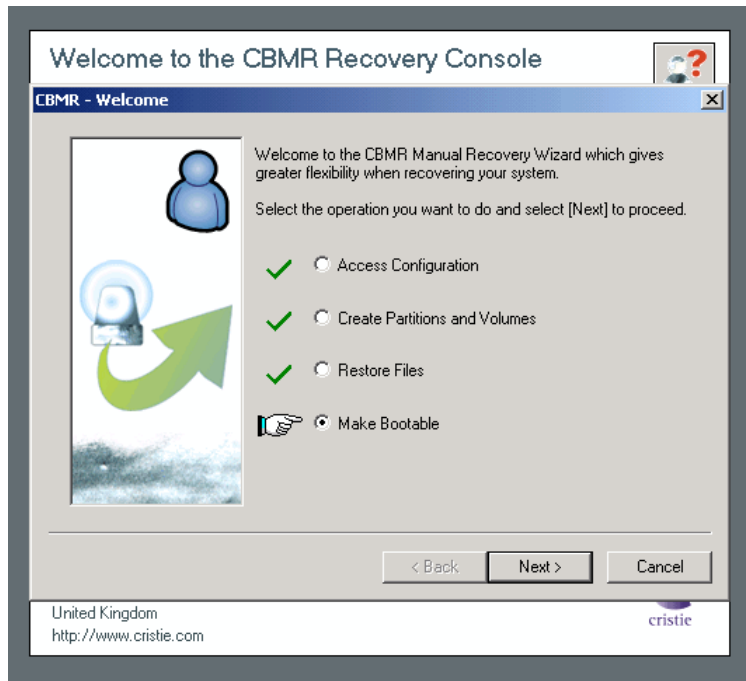 Welcome to the CBMR Recovery Console
CBMR - Welcome
Welcome to the CBMR Manual Recovery Wizard which gives
greater flexibility when recovering your system.
Select the operation you want to do and select [Next] to proceed.
Access Configuration
Create Partitions and Volumes
Restore Files
Make Bootable
< Back
Next >
Cancel
United Kingdom
http://www.cristie.com
cristie